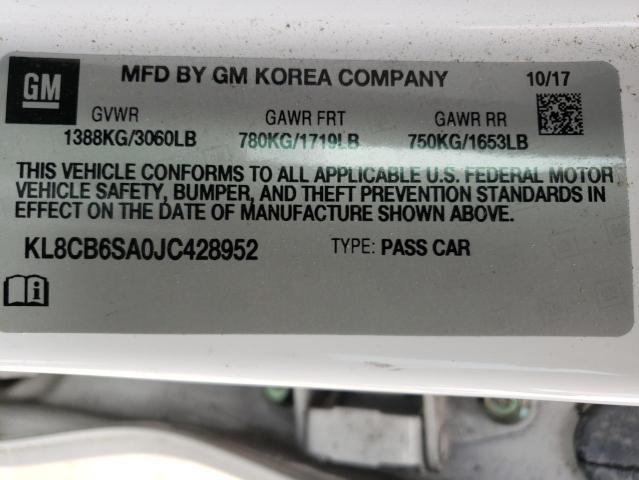 GM
MFD BY GM KOREA COMPANY 10/17
GVWR GAWR FRT GAWR RR
1388KG/3060LB 780KG/1719LB 750KG/1653LB
THIS VEHICLE CONFORMS TO ALL APPLICABLE U.S. FEDERAL MOTOR
VEHICLE SAFETY, BUMPER, AND THEFT PREVENTION STANDARDS IN
EFFECT ON THE DATE OF MANUFACTURE SHOWN ABOVE.
KL8CB6SA0JC428952 TYPE: PASS CAR